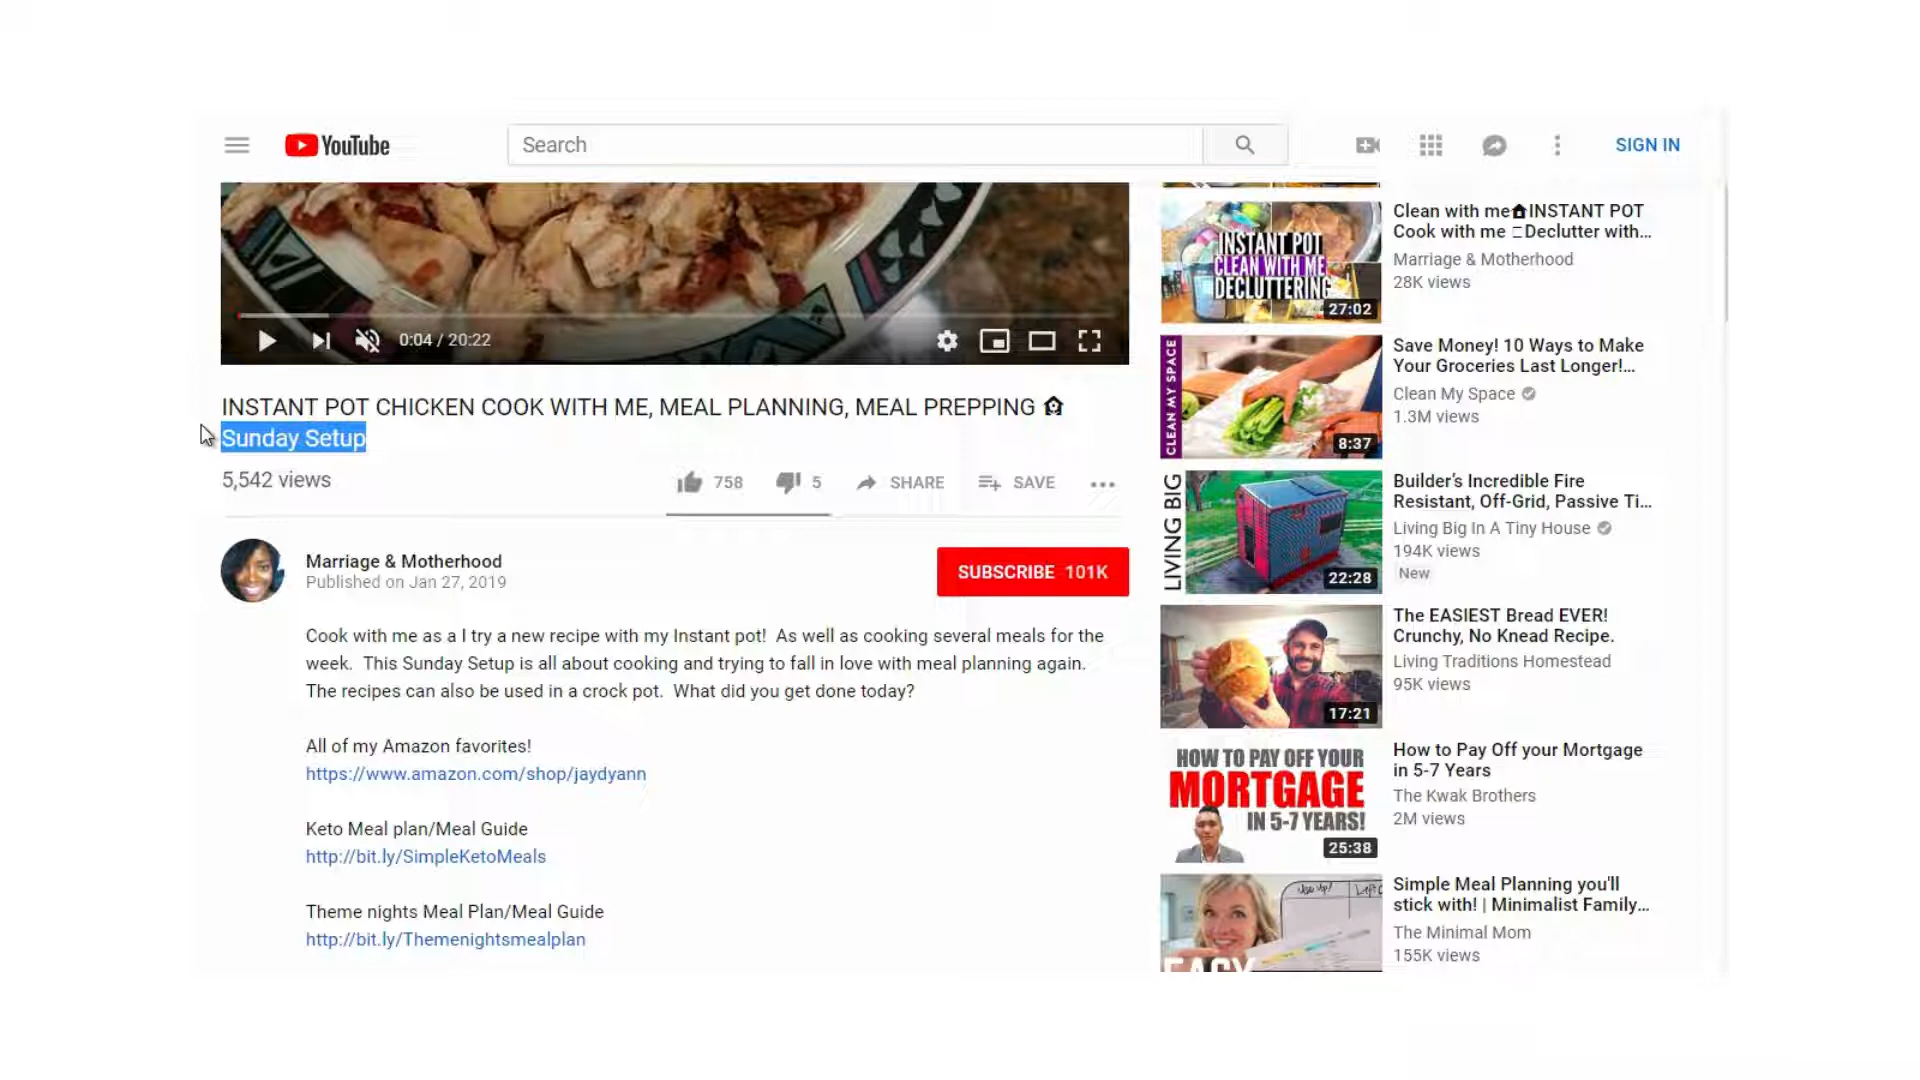 YouTube
Search
SIGN IN
0:04 / 20:22
INSTANT POT CHICKEN COOK WITH ME, MEAL PLANNING, MEAL PREPPING
Sunday Setup
5,542 views
758
5
SHARE
SAVE
Marriage & Motherhood
Published on Jan 27, 2019
SUBSCRIBE 101K
Cook with me as a I try a new recipe with my Instant pot! As well as cooking several meals for the
week. This Sunday Setup is all about cooking and trying to fall in love with meal planning again.
The recipes can also be used in a crock pot. What did you get done today?
All of my Amazon favorites!
https://www.amazon.com/shop/jaydyann
Keto Meal plan/Meal Guide
http://bit.ly/SimpleKetoMeals
Theme nights Meal Plan/Meal Guide
http://bit.ly/Themenightsmealplan
INSTANT POT
CLEAN WITH ME
DECLUTTERING
27:02
Clean with me INSTANT POT
Cook with me Declutter with...
Marriage & Motherhood
28K views
CLEAN MY SPACE
8:37
Save Money! 10 Ways to Make
Your Groceries Last Longer!...
Clean My Space
1.3M views
LIVING BIG
22:28
Builder's Incredible Fire
Resistant, Off-Grid, Passive Ti...
Living Big In A Tiny House
194K views
New
17:21
The EASIEST Bread EVER!
Crunchy, No Knead Recipe.
Living Traditions Homestead
95K views
HOW TO PAY OFF YOUR
MORTGAGE
IN 5-7 YEARS!
25:38
How to Pay Off your Mortgage
in 5-7 Years
The Kwak Brothers
2M views
EASY
Simple Meal Planning you'll
stick with! | Minimalist Family...
The Minimal Mom
155K views